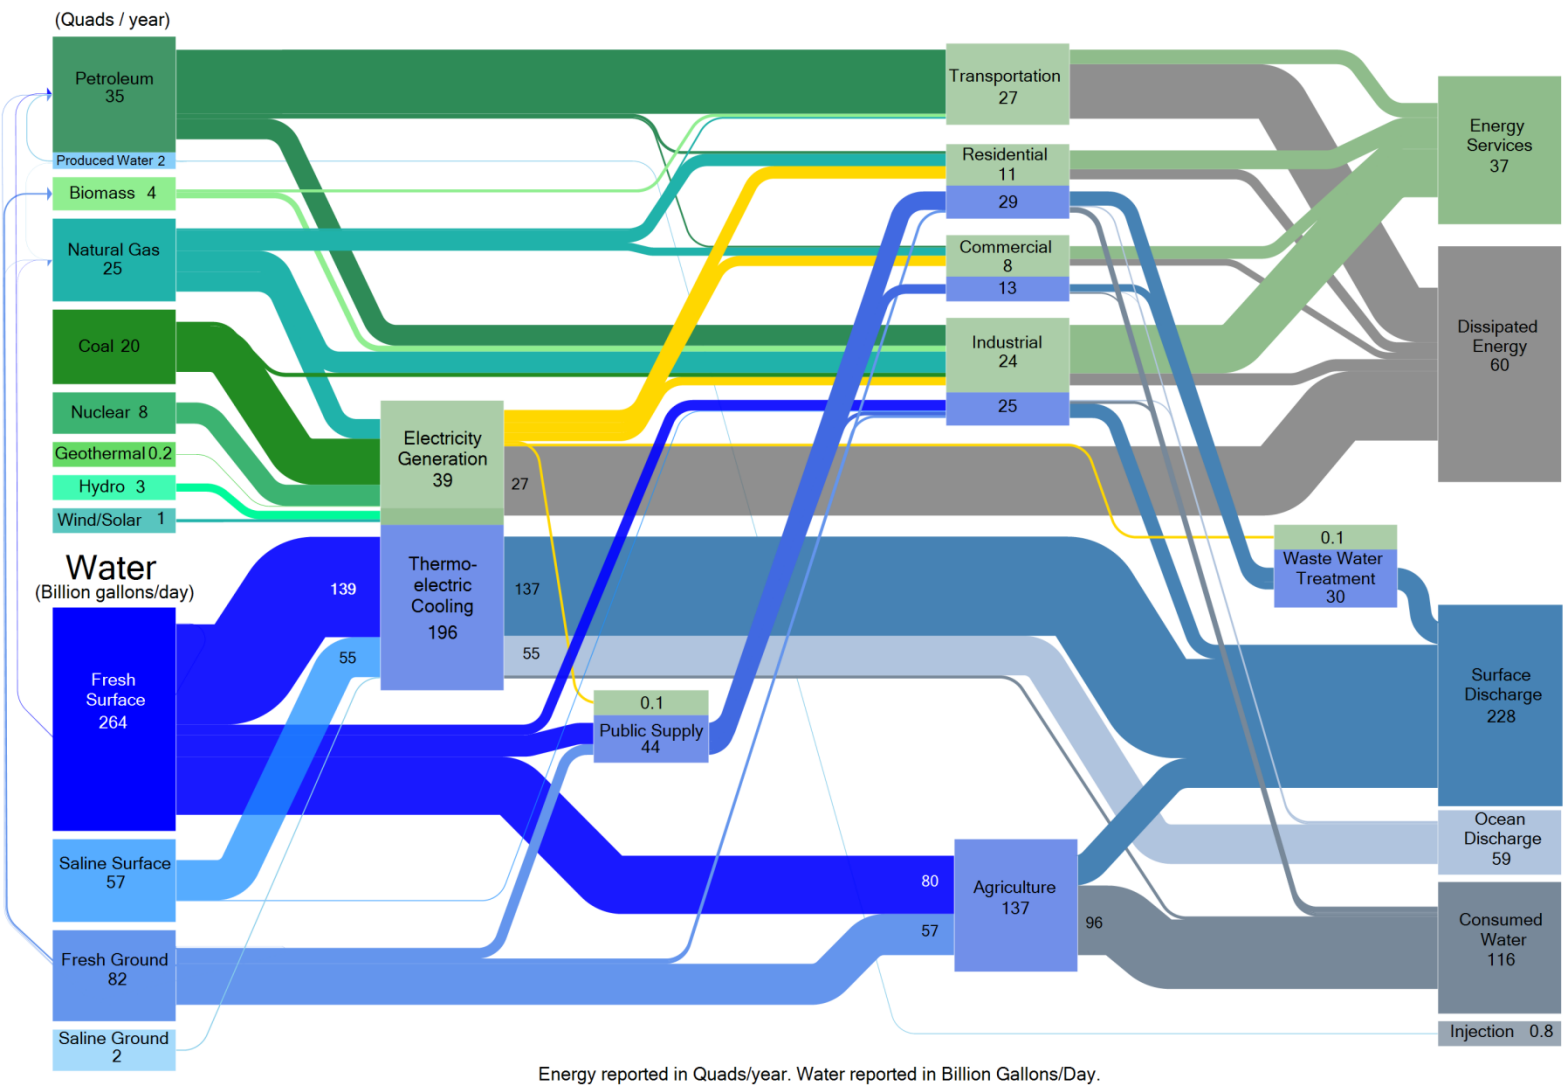 (Quads / year)
Petroleum
35
Produced Water 2
Biomass 4
Natural Gas
25
Coal 20
Nuclear 8
Geothermal 0.2
Hydro 3
Wind/Solar 1
Water
(Billion gallons/day)
Fresh
Surface
264
Saline Surface
57
Fresh Ground
82
Saline Ground
2
139
55
Electricity
Generation
39
Thermo-
electric
Cooling
196
27
137
55
0.1
Public Supply
44
Transportation
27
Residential
11
29
Commercial
8
13
Industrial
24
25
80
57
Agriculture
137
96
0.1
Waste Water
Treatment
30
Energy
Services
37
Dissipated
Energy
60
Surface
Discharge
228
Ocean
Discharge
59
Consumed
Water
116
Injection 0.8
Energy reported in Quads/year. Water reported in Billion Gallons/Day.